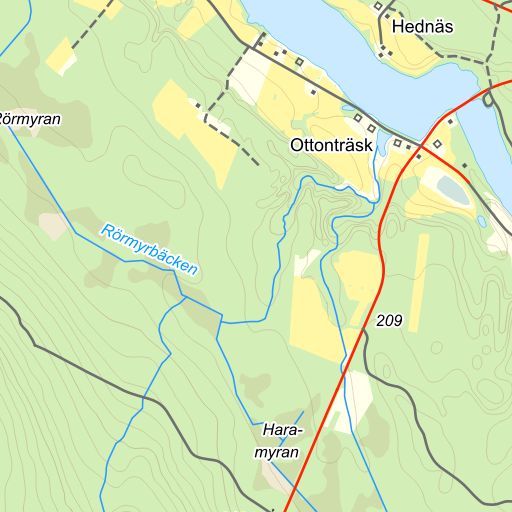 Hednäs
Rörmyran
Ottonträsk
Rörmyrbäcken
209
Hara-
myran